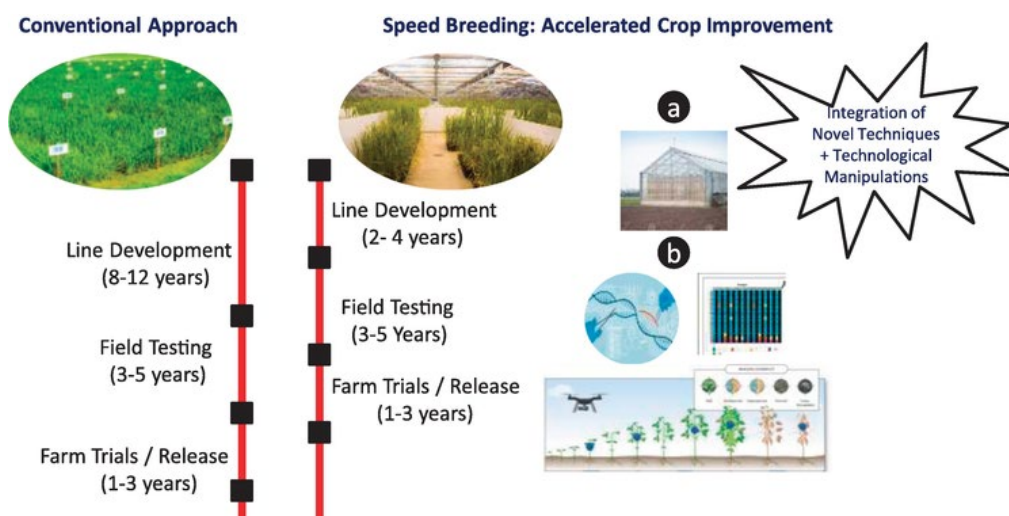 Conventional Approach
Speed Breeding: Accelerated Crop Improvement
Line Development
(8-12 years)
Field Testing
(3-5 years)
Farm Trials / Release
(1-3 years)
Line Development
(2- 4 years)
Field Testing
(3-5 Years)
Farm Trials / Release
(1-3 years)
a
b
Integration of
Novel Techniques
+ Technological
Manipulations